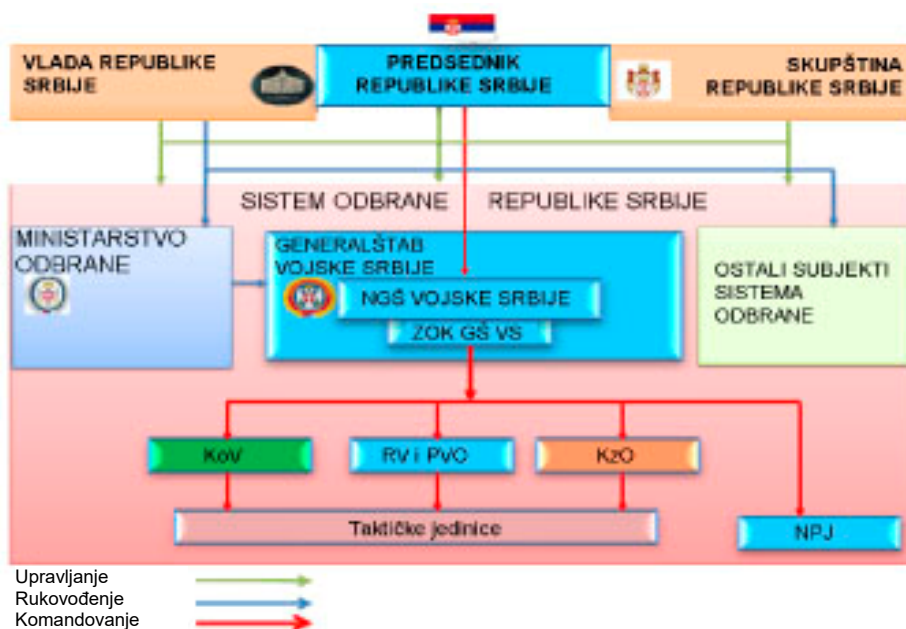 VLADA REPUBLIKE
SRBIJE
PREDSEDNIK
REPUBLIKE SRBIJE
SKUPŠTINA
REPUBLIKE SRBIJE
SISTEM ODBRANE REPUBLIKE SRBIJE
MINISTARSTVO
ODBRANE
GENERALŠTAB
VOJSKE SRBIJE
NGŠ VOJSKE SRBIJE
ZOK GŠ VS
OSTALI SUBJEKTI
SISTEMA
ODBRANE
KoV
RV i PVO
KzO
Taktičke jedinice
NPJ
Upravljanje
Rukovođenje
Komandovanje